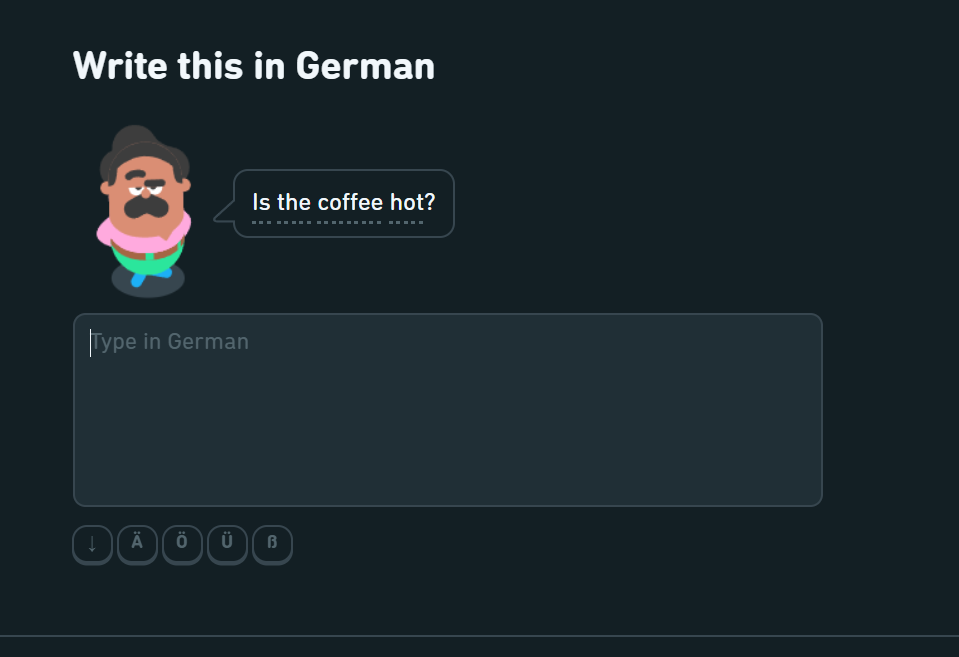 Write this in German
Is the coffee hot?
Type in German
↓ Ä Ö Ü ß